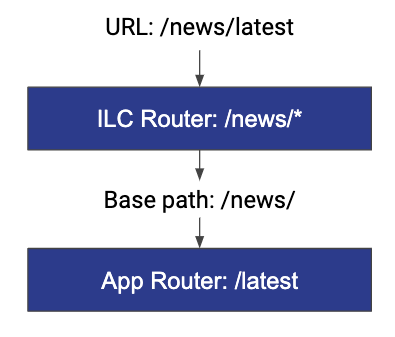 URL: /news/latest
ILC Router: /news/*
Base path: /news/
App Router: /latest